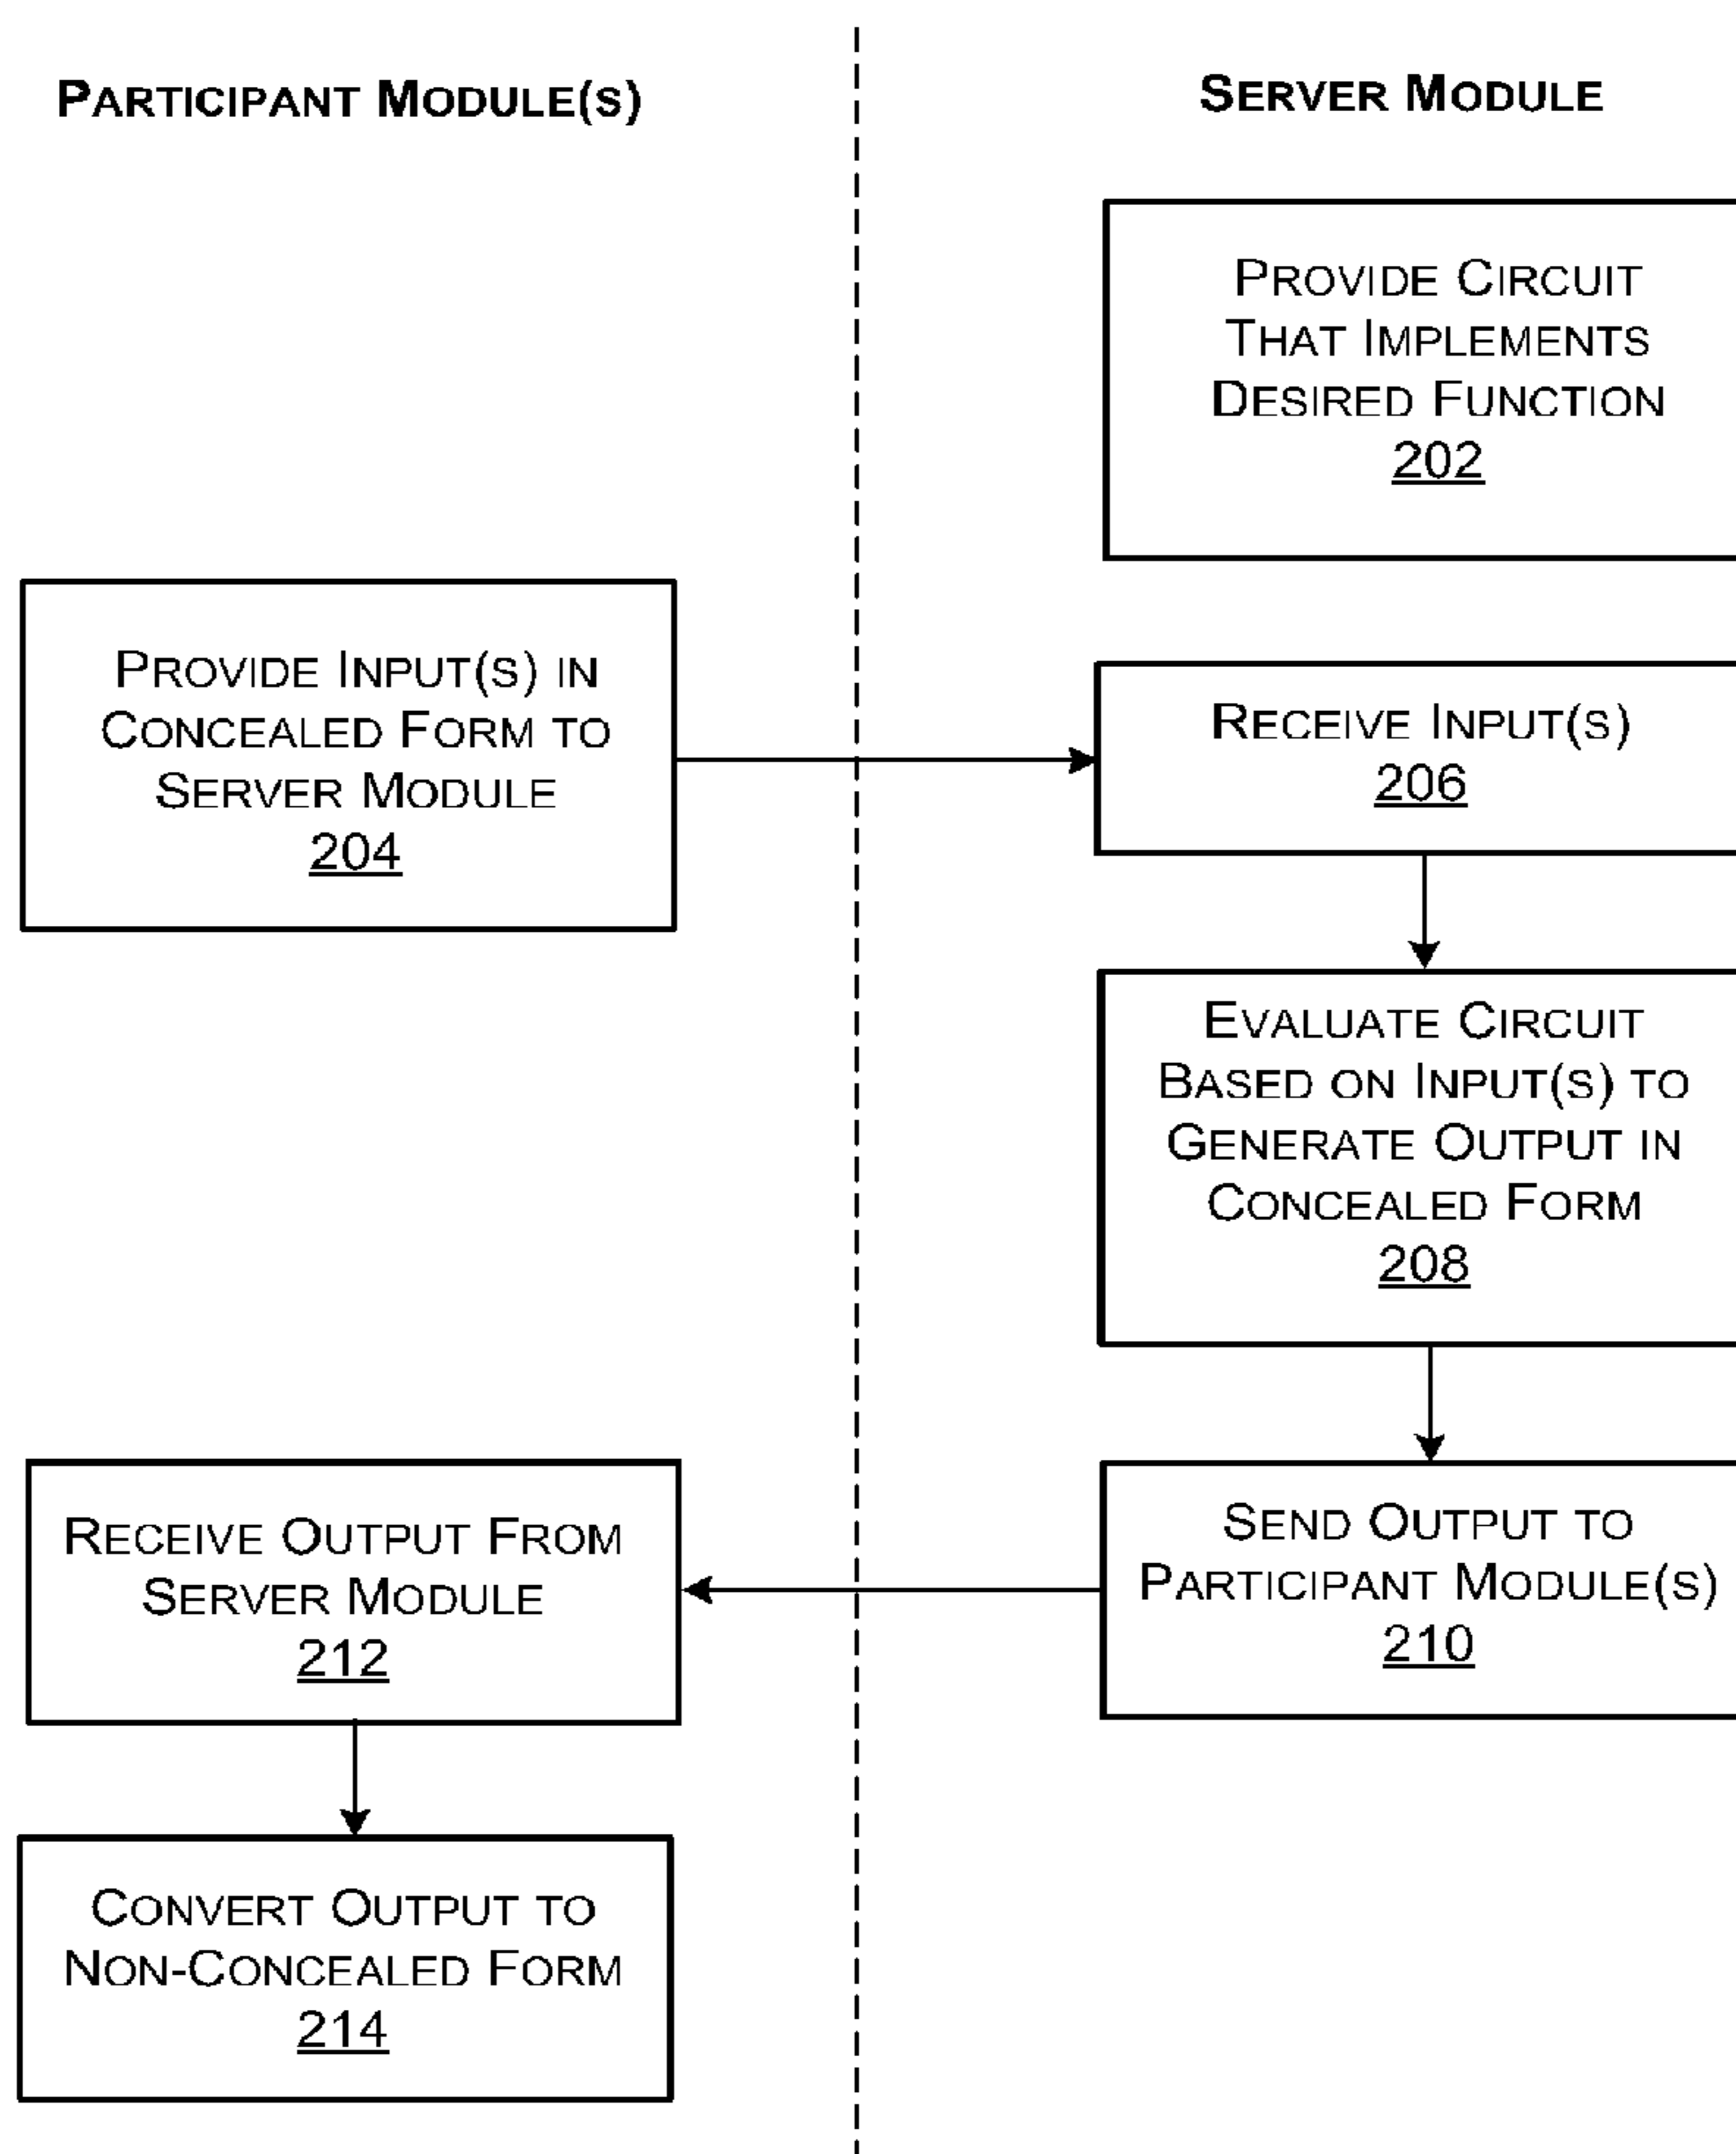 PARTICIPANT MODULE(S)
SERVER MODULE
PROVIDE CIRCUIT
THAT IMPLEMENTS
DESIRED FUNCTION
202
PROVIDE INPUT(S) IN
CONCEALED FORM TO
SERVER MODULE
204
RECEIVE INPUT(S)
206
EVALUATE CIRCUIT
BASED ON INPUT(S) TO
GENERATE OUTPUT IN
CONCEALED FORM
208
SEND OUTPUT TO
PARTICIPANT MODULE(S)
210
RECEIVE OUTPUT FROM
SERVER MODULE
212
CONVERT OUTPUT TO
NON-CONCEALED FORM
214